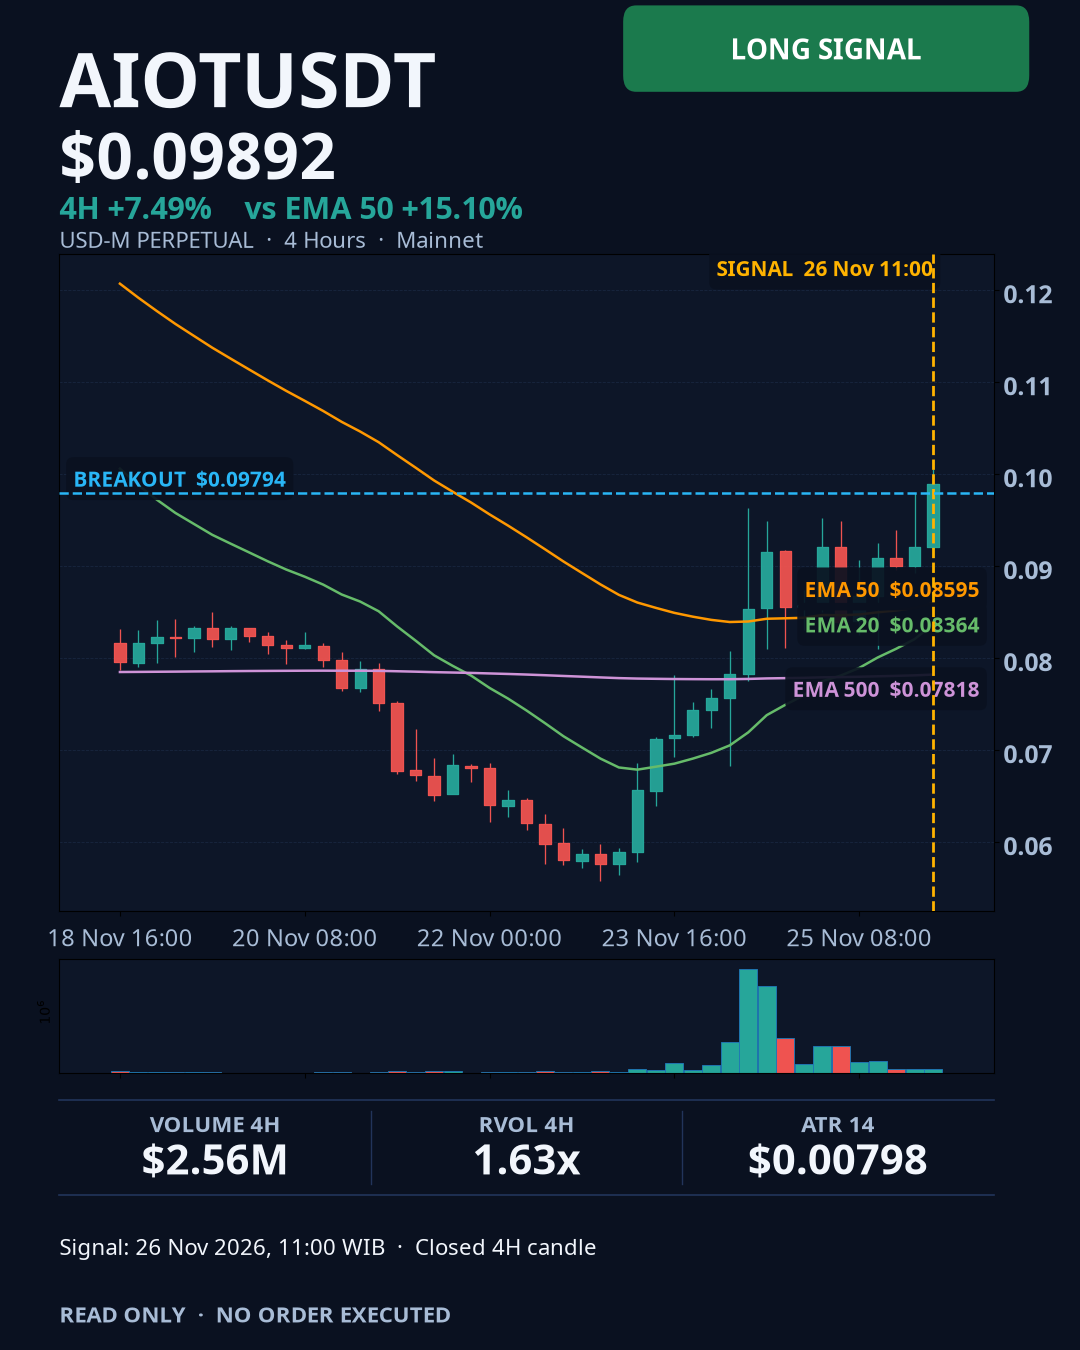 LONG SIGNAL
AIOTUSDT
$0.09892
4H +7.49% vs EMA 50 +15.10%
USD-M PERPETUAL · 4 Hours · Mainnet
SIGNAL 26 Nov 11:00
0.12
0.11
BREAKOUT $0.09794
0.10
0.09
EMA 50 $0.08595
EMA 20 $0.08364
0.08
EMA 500 $0.07818
0.07
0.06
18 Nov 16:00 20 Nov 08:00 22 Nov 00:00 23 Nov 16:00 25 Nov 08:00
10⁶
VOLUME 4H RVOL 4H ATR 14
$2.56M 1.63x $0.00798
Signal: 26 Nov 2026, 11:00 WIB · Closed 4H candle
READ ONLY · NO ORDER EXECUTED